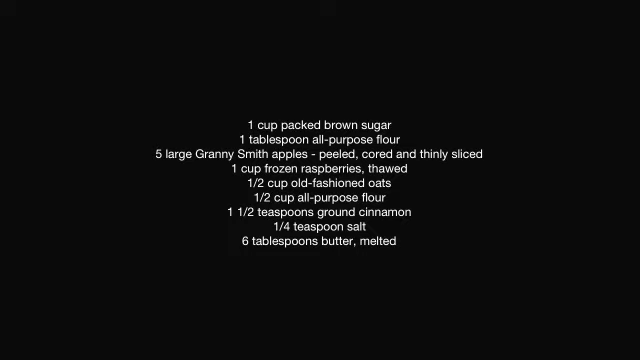 1 cup packed brown sugar
1 tablespoon all-purpose flour
5 large Granny Smith apples - peeled, cored and thinly sliced
1 cup frozen raspberries, thawed
1/2 cup old-fashioned oats
1/2 cup all-purpose flour
1 1/2 teaspoons ground cinnamon
1/4 teaspoon salt
6 tablespoons butter, melted